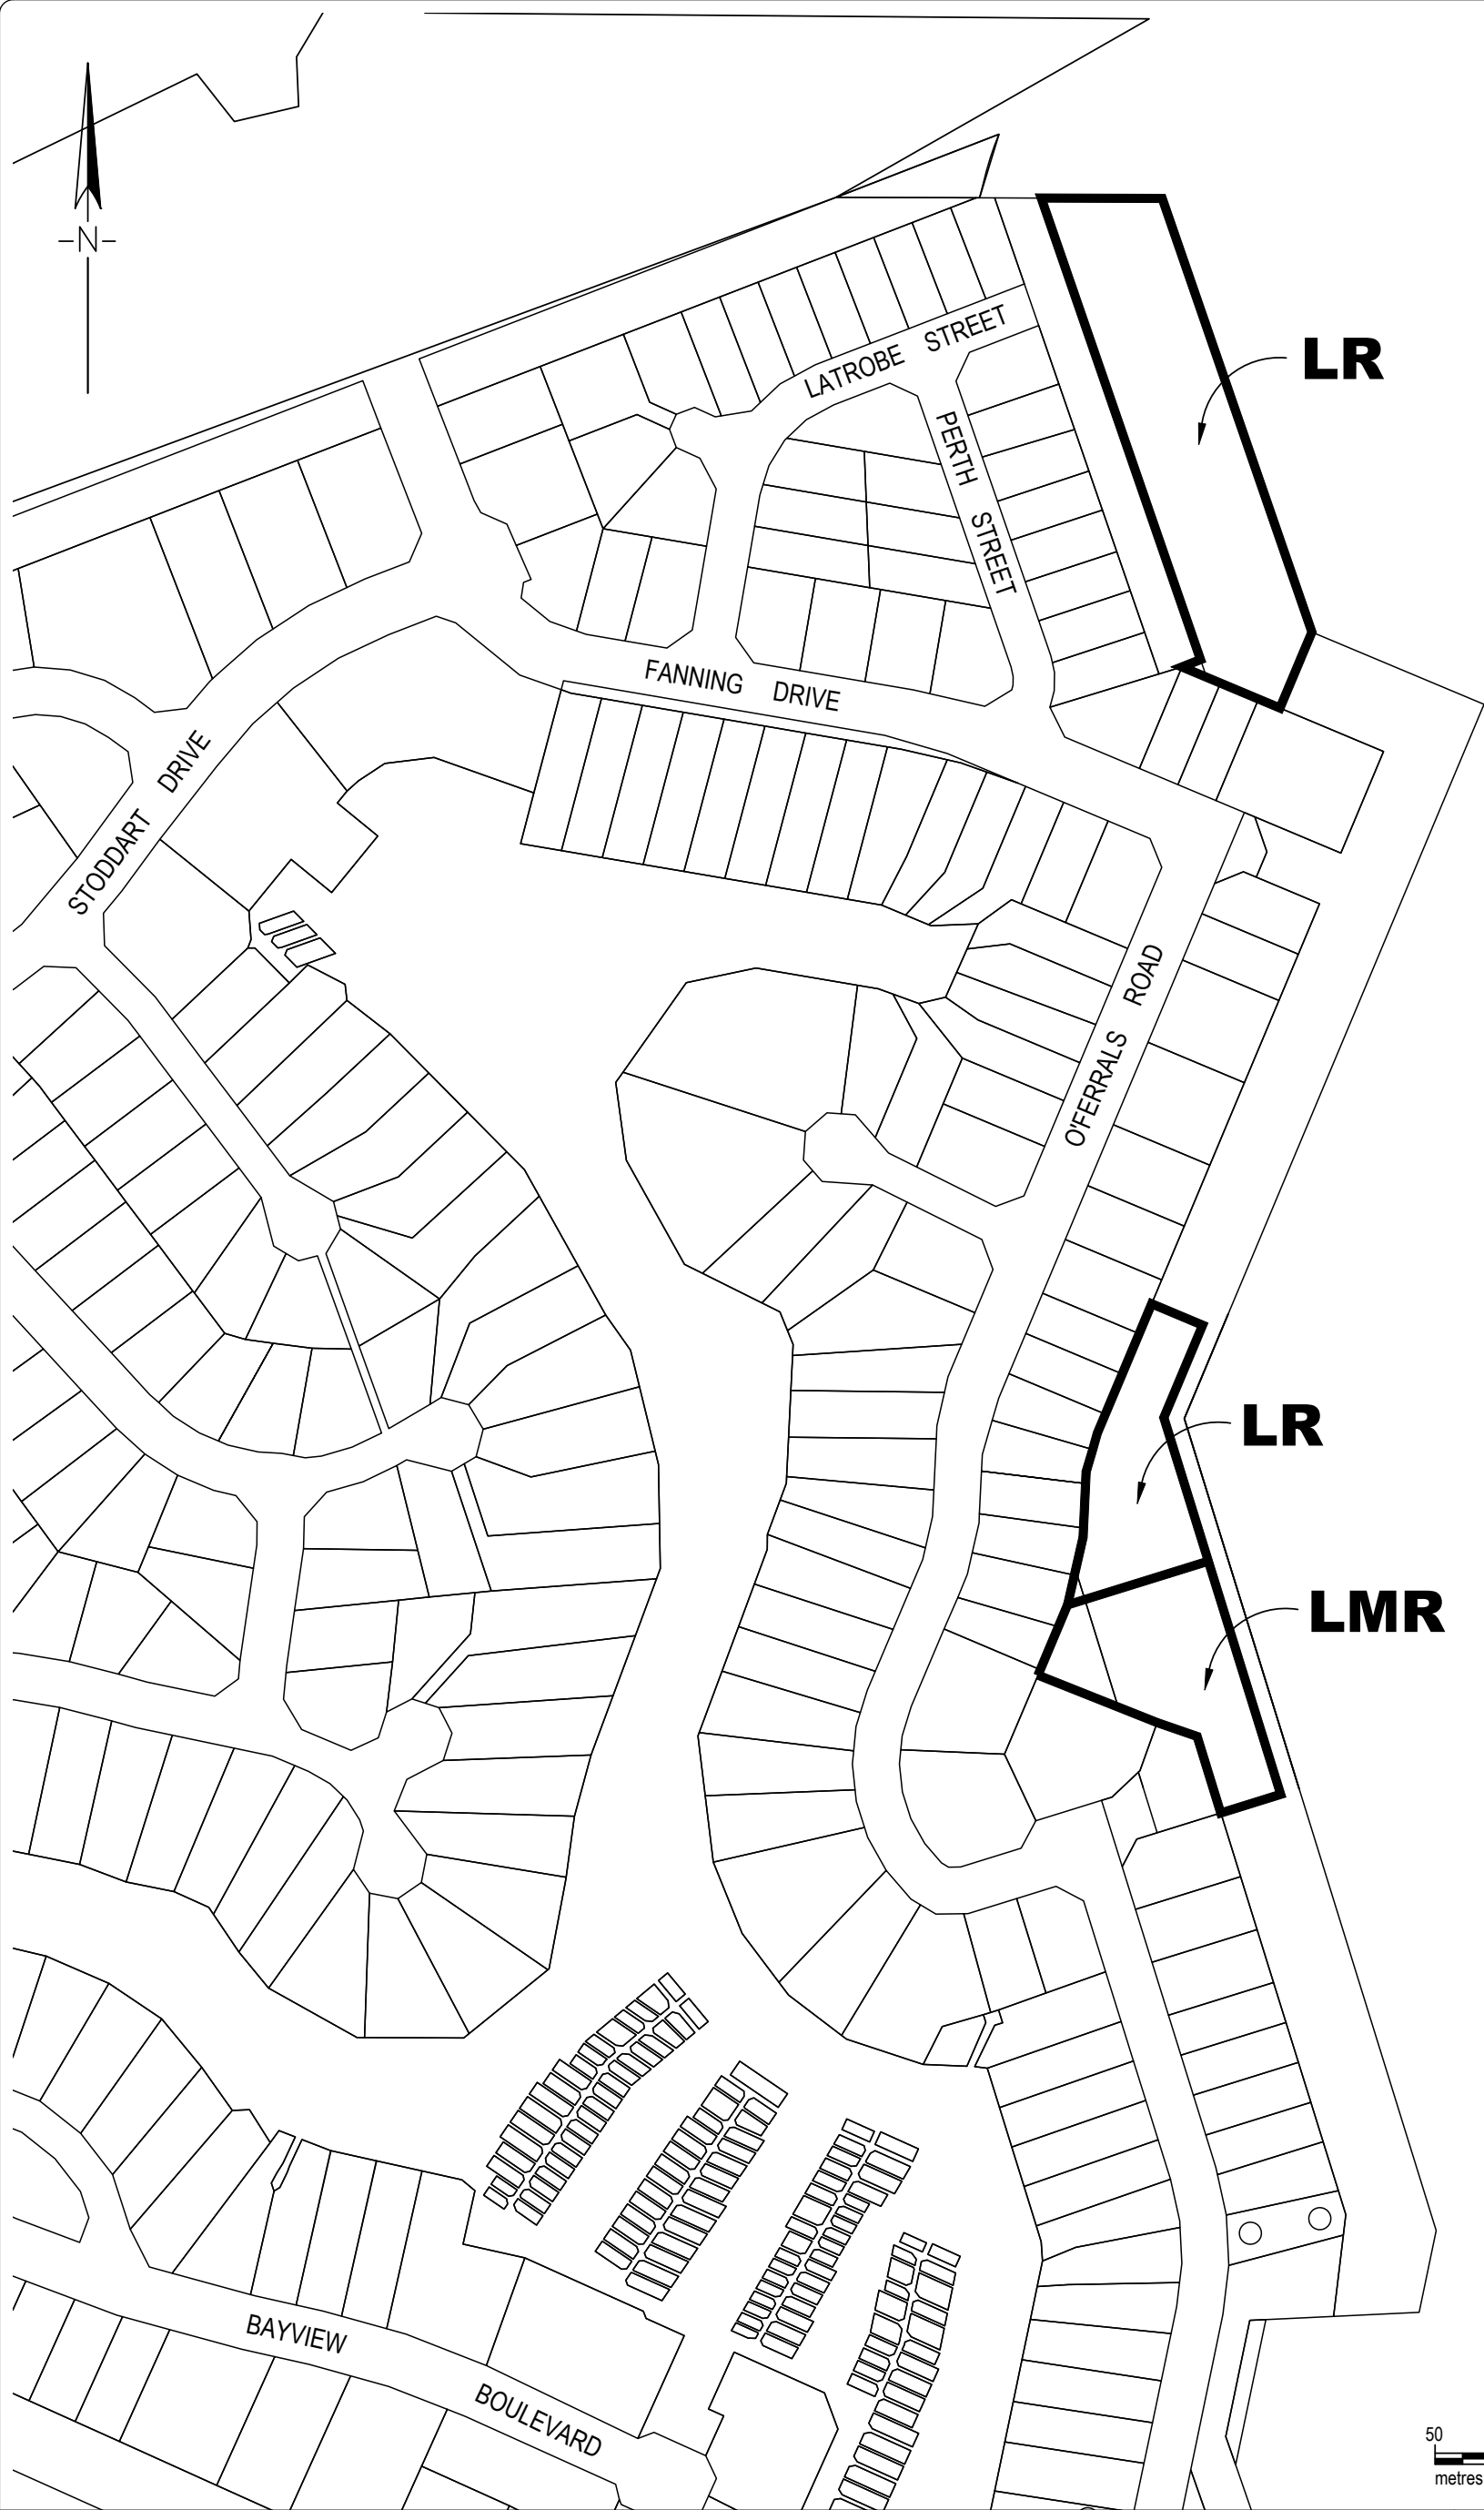 -N-
LR
LATROBE STREET
PERTH STREET
FANNING DRIVE
STODDART DRIVE
O'FERRALS ROAD
LR
LMR
BAYVIEW
BOULEVARD
50
metres